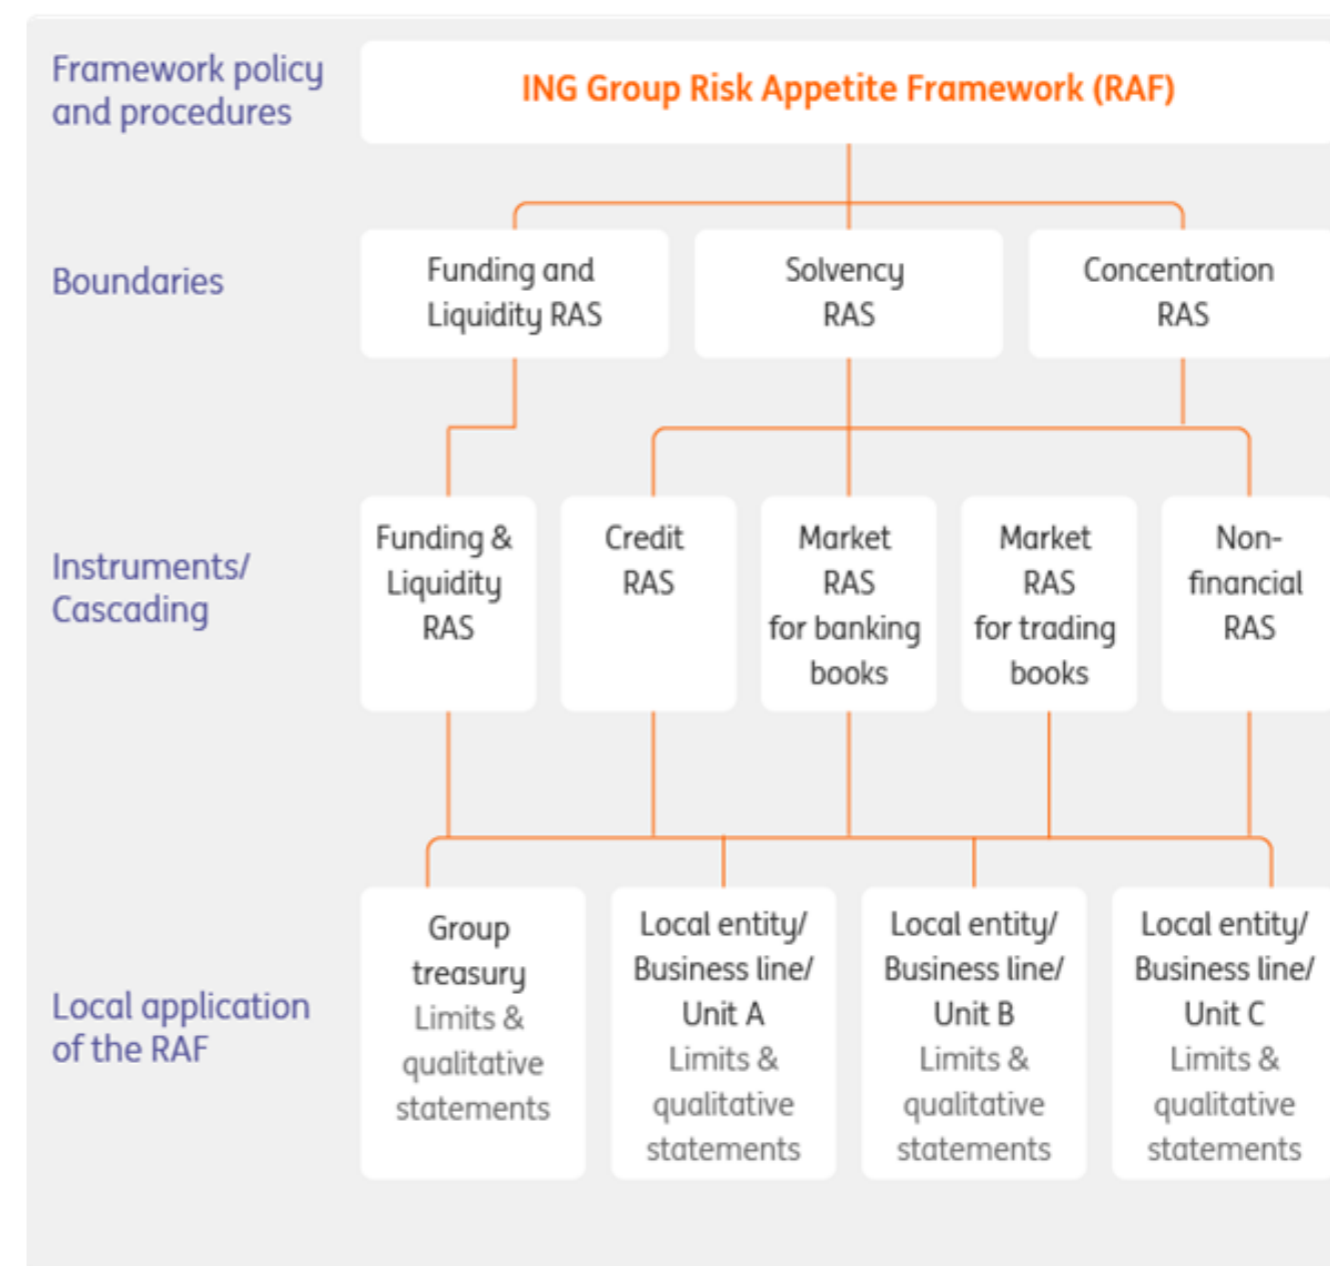 Framework policy
and procedures
ING Group Risk Appetite Framework (RAF)
Boundaries
Funding and
Liquidity RAS
Solvency
RAS
Concentration
RAS
Instruments/
Cascading
Funding &
Liquidity
RAS
Credit
RAS
Market
RAS
for banking
books
Market
RAS
for trading
books
Non-
financial
RAS
Local application
of the RAF
Group
treasury
Limits &
qualitative
statements
Local entity/
Business line/
Unit A
Limits &
qualitative
statements
Local entity/
Business line/
Unit B
Limits &
qualitative
statements
Local entity/
Business line/
Unit C
Limits &
qualitative
statements